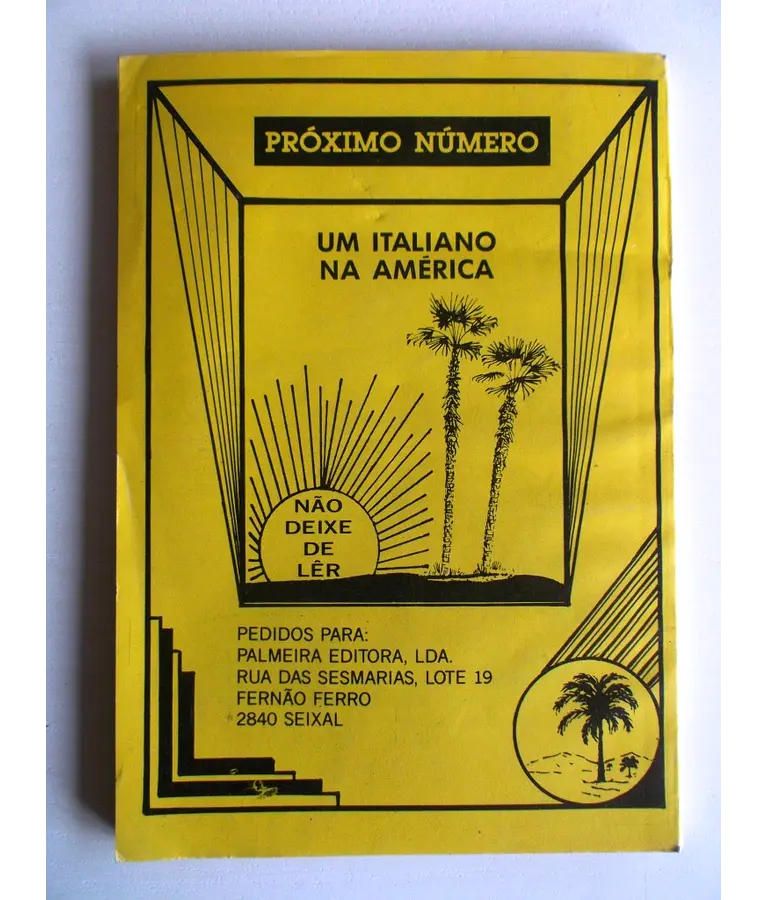 PRÓXIMO NÚMERO
UM ITALIANO
NA AMÉRICA
NÃO
DEIXE
DE
LÊR
PEDIDOS PARA:
PALMEIRA EDITORA, LDA.
RUA DAS SESMARIAS, LOTE 19
FERNÃO FERRO
2840 SEIXAL